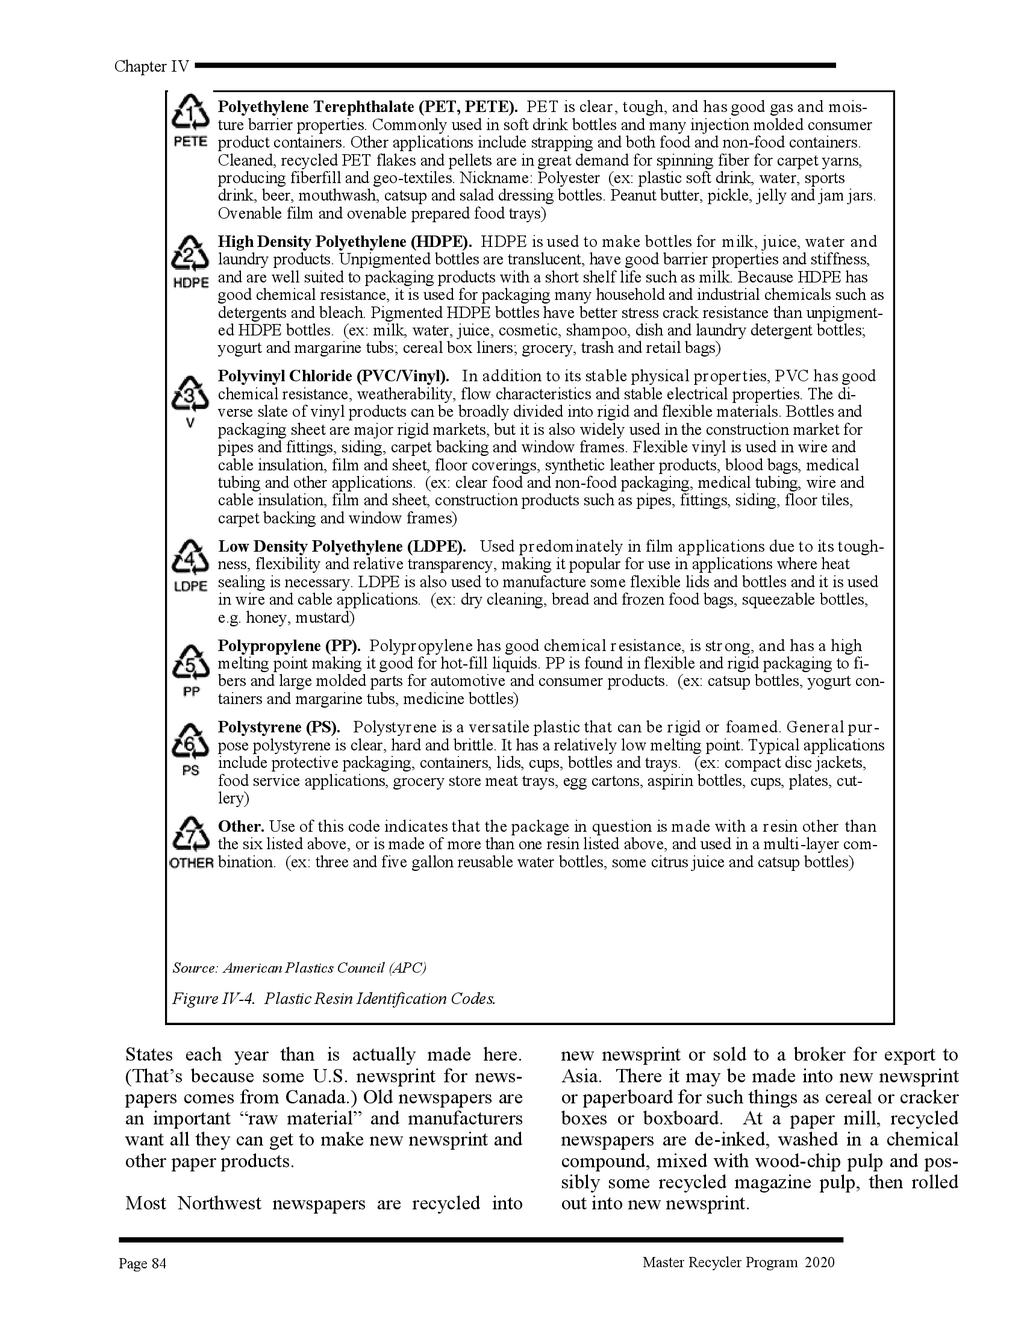 Chapter IV
1
PETE
Polyethylene Terephthalate (PET, PETE). PET is clear, tough, and has good gas and mois-
ture barrier properties. Commonly used in soft drink bottles and many injection molded consumer
product containers. Other applications include strapping and both food and non-food containers.
Cleaned, recycled PET flakes and pellets are in great demand for spinning fiber for carpet yarns,
producing fiberfill and geo-textiles. Nickname: Polyester (ex: plastic soft drink, water, sports
drink, beer, mouthwash, catsup and salad dressing bottles. Peanut butter, pickle, jelly and jam jars.
Ovenable film and ovenable prepared food trays)
2
HDPE
High Density Polyethylene (HDPE). HDPE is used to make bottles for milk, juice, water and
laundry products. Unpigmented bottles are translucent, have good barrier properties and stiffness,
and are well suited to packaging products with a short shelf life such as milk. Because HDPE has
good chemical resistance, it is used for packaging many household and industrial chemicals such as
detergents and bleach. Pigmented HDPE bottles have better stress crack resistance than unpigment-
ed HDPE bottles. (ex: milk, water, juice, cosmetic, shampoo, dish and laundry detergent bottles;
yogurt and margarine tubs; cereal box liners; grocery, trash and retail bags)
3
V
Polyvinyl Chloride (PVC/Vinyl). In addition to its stable physical properties, PVC has good
chemical resistance, weatherability, flow characteristics and stable electrical properties. The di-
verse slate of vinyl products can be broadly divided into rigid and flexible materials. Bottles and
packaging sheet are major rigid markets, but it is also widely used in the construction market for
pipes and fittings, siding, carpet backing and window frames. Flexible vinyl is used in wire and
cable insulation, film and sheet, floor coverings, synthetic leather products, blood bags, medical
tubing and other applications. (ex: clear food and non-food packaging, medical tubing, wire and
cable insulation, film and sheet, construction products such as pipes, fittings, siding, floor tiles,
carpet backing and window frames)
4
LDPE
Low Density Polyethylene (LDPE). Used predominately in film applications due to its tough-
ness, flexibility and relative transparency, making it popular for use in applications where heat
sealing is necessary. LDPE is also used to manufacture some flexible lids and bottles and it is used
in wire and cable applications. (ex: dry cleaning, bread and frozen food bags, squeezable bottles,
e.g. honey, mustard)
5
PP
Polypropylene (PP). Polypropylene has good chemical resistance, is strong, and has a high
melting point making it good for hot-fill liquids. PP is found in flexible and rigid packaging to fi-
bers and large molded parts for automotive and consumer products. (ex: catsup bottles, yogurt con-
tainers and margarine tubs, medicine bottles)
6
PS
Polystyrene (PS). Polystyrene is a versatile plastic that can be rigid or foamed. General pur-
pose polystyrene is clear, hard and brittle. It has a relatively low melting point. Typical applications
include protective packaging, containers, lids, cups, bottles and trays. (ex: compact disc jackets,
food service applications, grocery store meat trays, egg cartons, aspirin bottles, cups, plates, cut-
lery)
7
OTHER
Other. Use of this code indicates that the package in question is made with a resin other than
the six listed above, or is made of more than one resin listed above, and used in a multi-layer com-
bination. (ex: three and five gallon reusable water bottles, some citrus juice and catsup bottles)
Source: American Plastics Council (APC)
Figure IV-4. Plastic Resin Identification Codes.
States each year than is actually made here.
(That's because some U.S. newsprint for news-
papers comes from Canada.) Old newspapers are
an important “raw material” and manufacturers
want all they can get to make new newsprint and
other paper products.
Most Northwest newspapers are recycled into
new newsprint or sold to a broker for export to
Asia. There it may be made into new newsprint
or paperboard for such things as cereal or cracker
boxes or boxboard. At a paper mill, recycled
newspapers are de-inked, washed in a chemical
compound, mixed with wood-chip pulp and pos-
sibly some recycled magazine pulp, then rolled
out into new newsprint.
Page 84
Master Recycler Program 2020